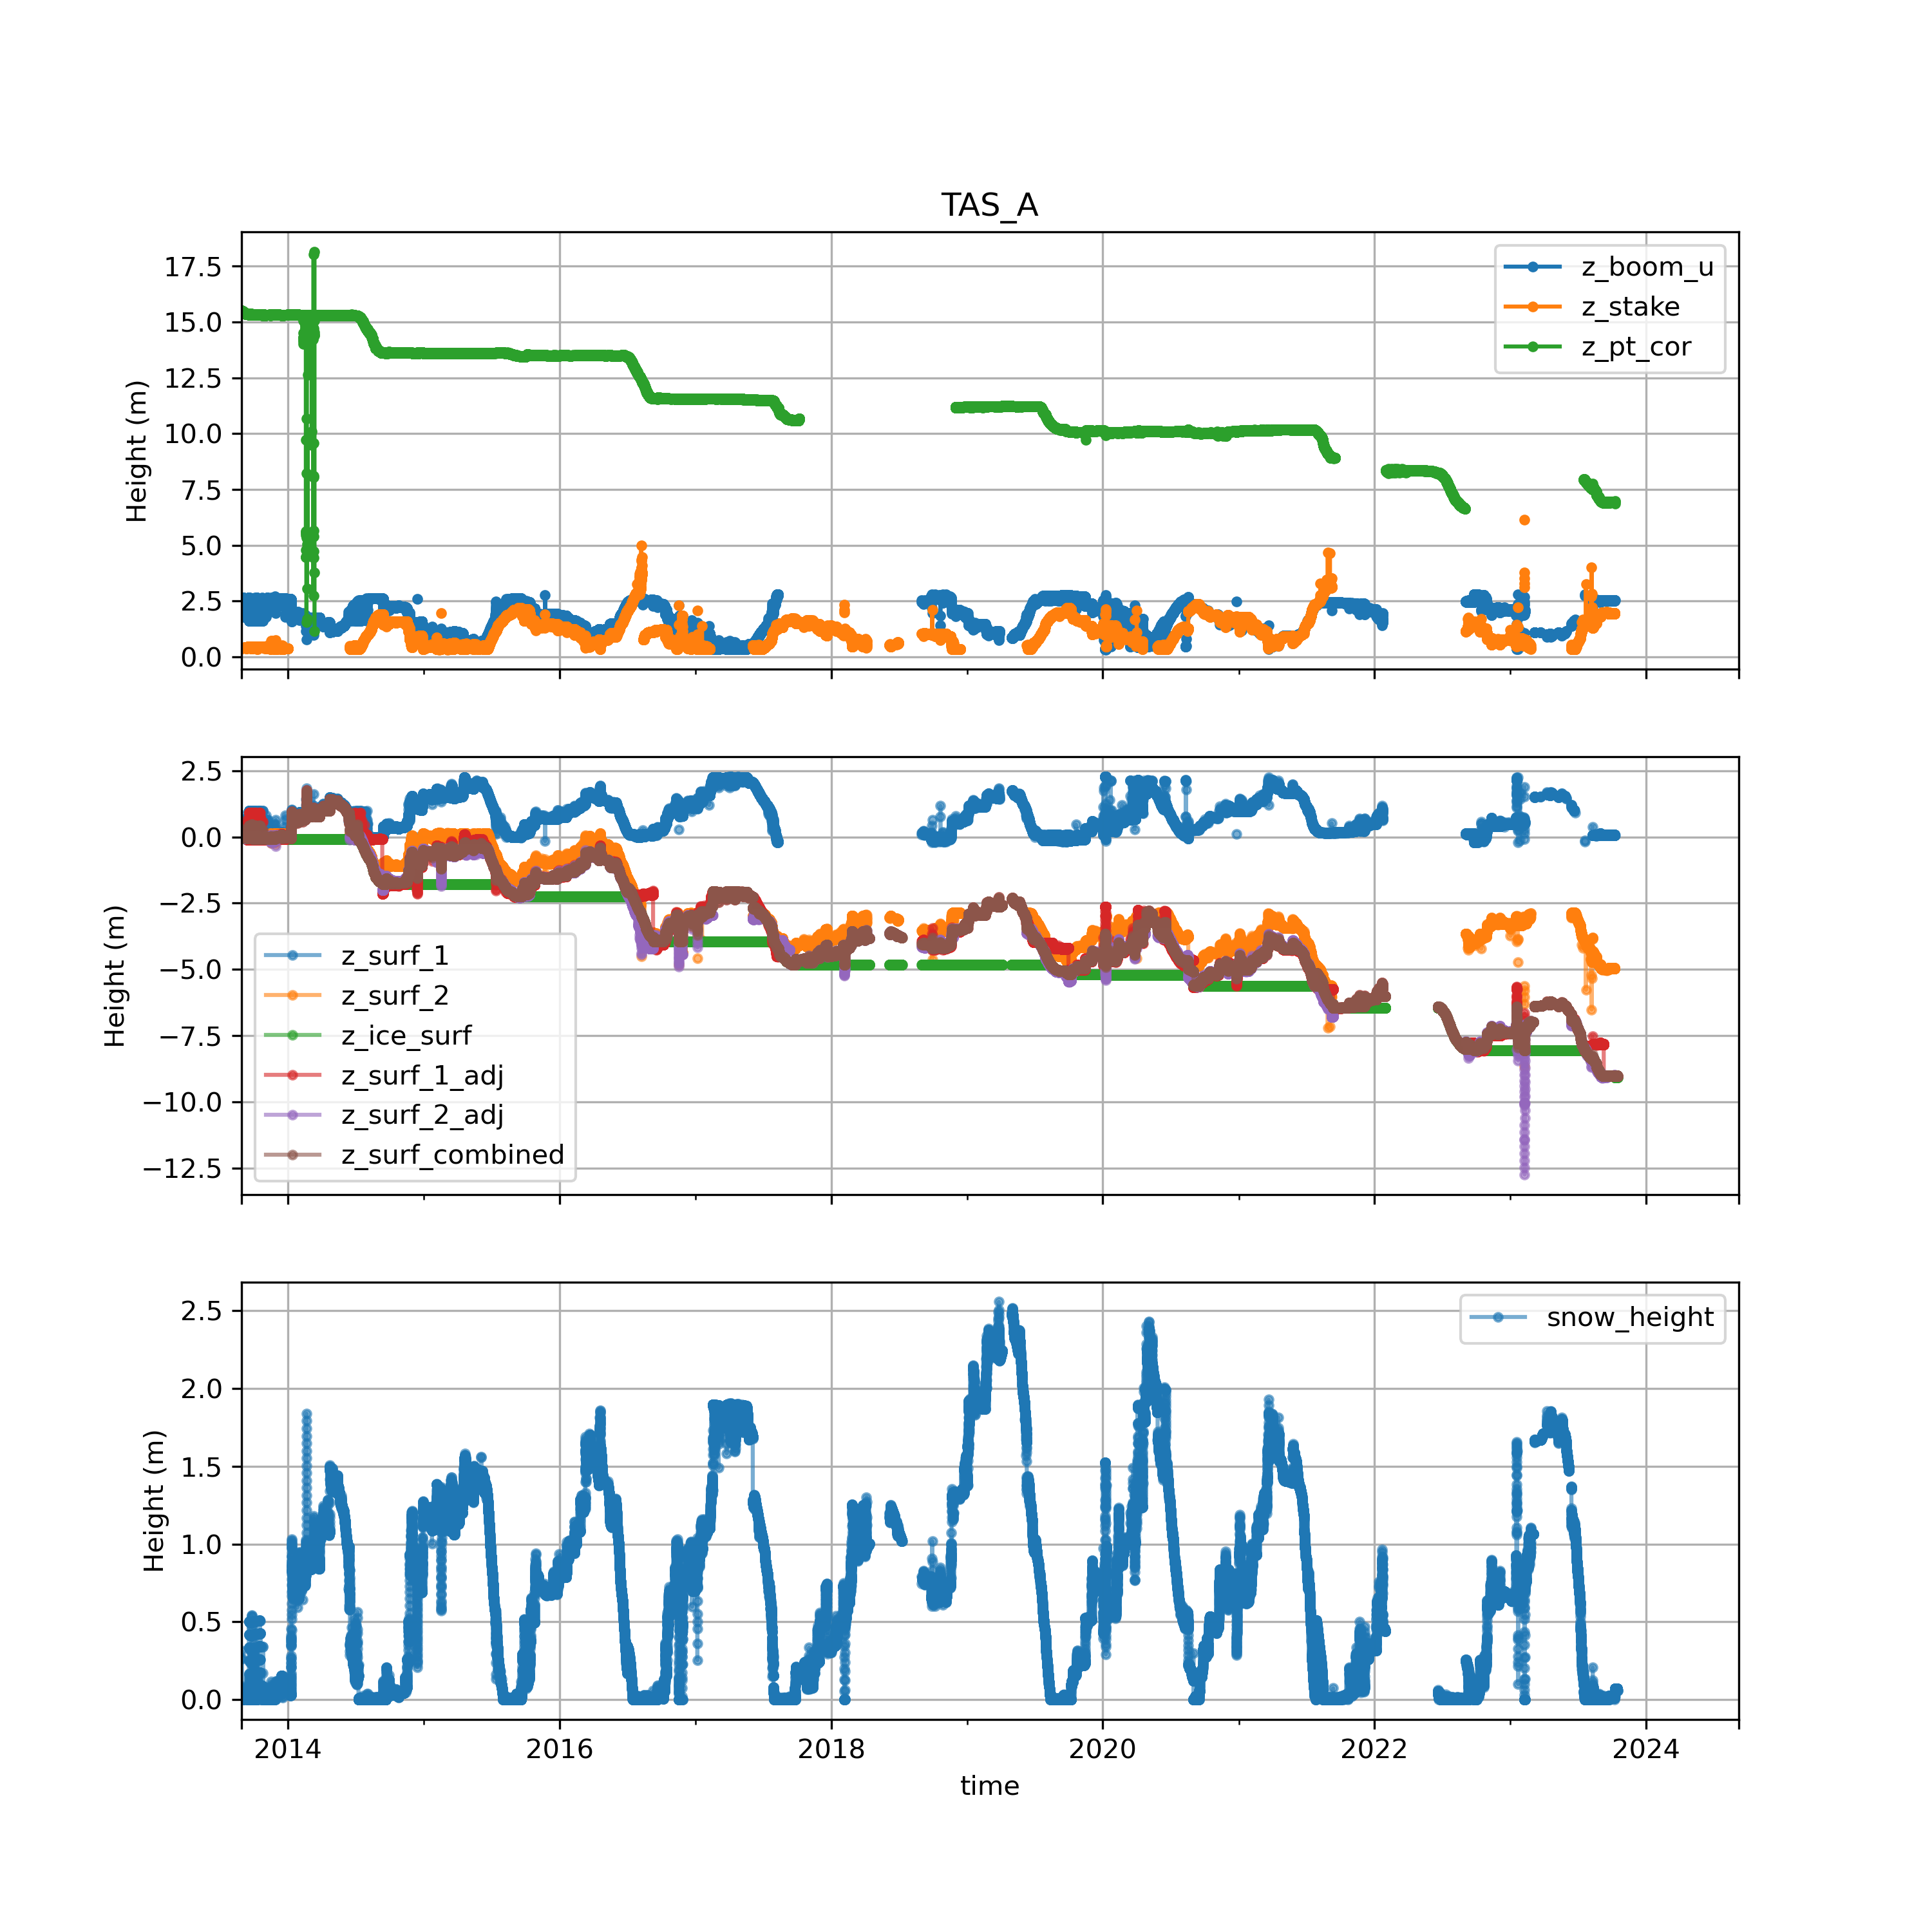 TAS_A
17.5
15.0
12.5
10.0
7.5
5.0
2.5
0.0
Height (m)
z_boom_u
z_stake
z_pt_cor
2.5
0.0
−2.5
−5.0
−7.5
−10.0
−12.5
Height (m)
z_surf_1
z_surf_2
z_ice_surf
z_surf_1_adj
z_surf_2_adj
z_surf_combined
2.5
2.0
1.5
1.0
0.5
0.0
Height (m)
snow_height
2014 2016 2018 2020 2022 2024
time